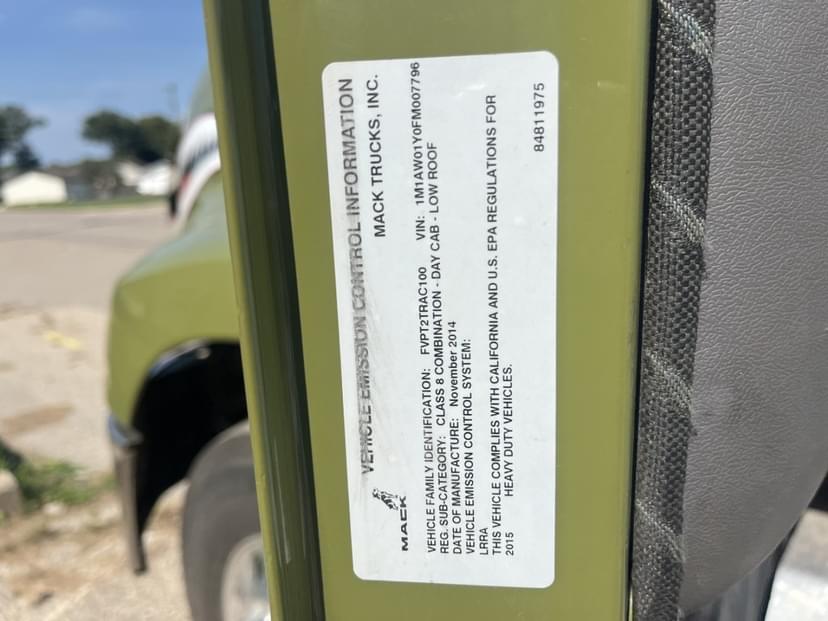 VEHICLE EMISSION CONTROL INFORMATION
MACK TRUCKS, INC.
MACK
VEHICLE FAMILY IDENTIFICATION: FVPT2TRAC100 VIN: 1M1AW01Y0FM007796
REG. SUB-CATEGORY: CLASS 8 COMBINATION - DAY CAB - LOW ROOF
DATE OF MANUFACTURE: November 2014
VEHICLE EMISSION CONTROL SYSTEM:
LRRA
THIS VEHICLE COMPLIES WITH CALIFORNIA AND U.S. EPA REGULATIONS FOR
2015 HEAVY DUTY VEHICLES.
84811975